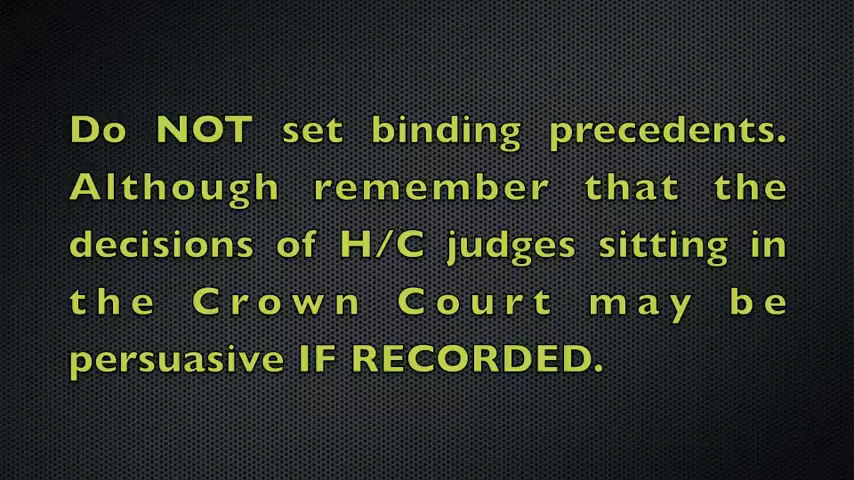 Do NOT set binding precedents.
Although remember that the
decisions of H/C judges sitting in
the Crown Court may be
persuasive IF RECORDED.